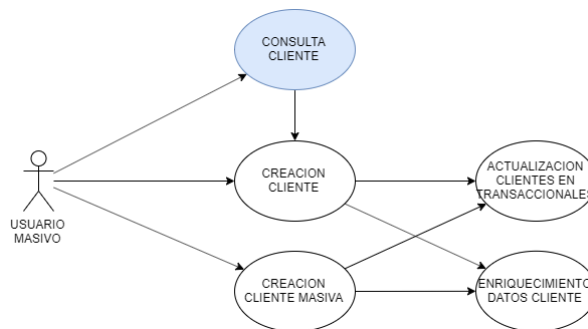 CONSULTA
CLIENTE
USUARIO
MASIVO
CREACION
CLIENTE
ACTUALIZACION
CLIENTES EN
TRANSACCIONALES
CREACION
CLIENTE MASIVA
ENRIQUECIMIENTO
DATOS CLIENTE